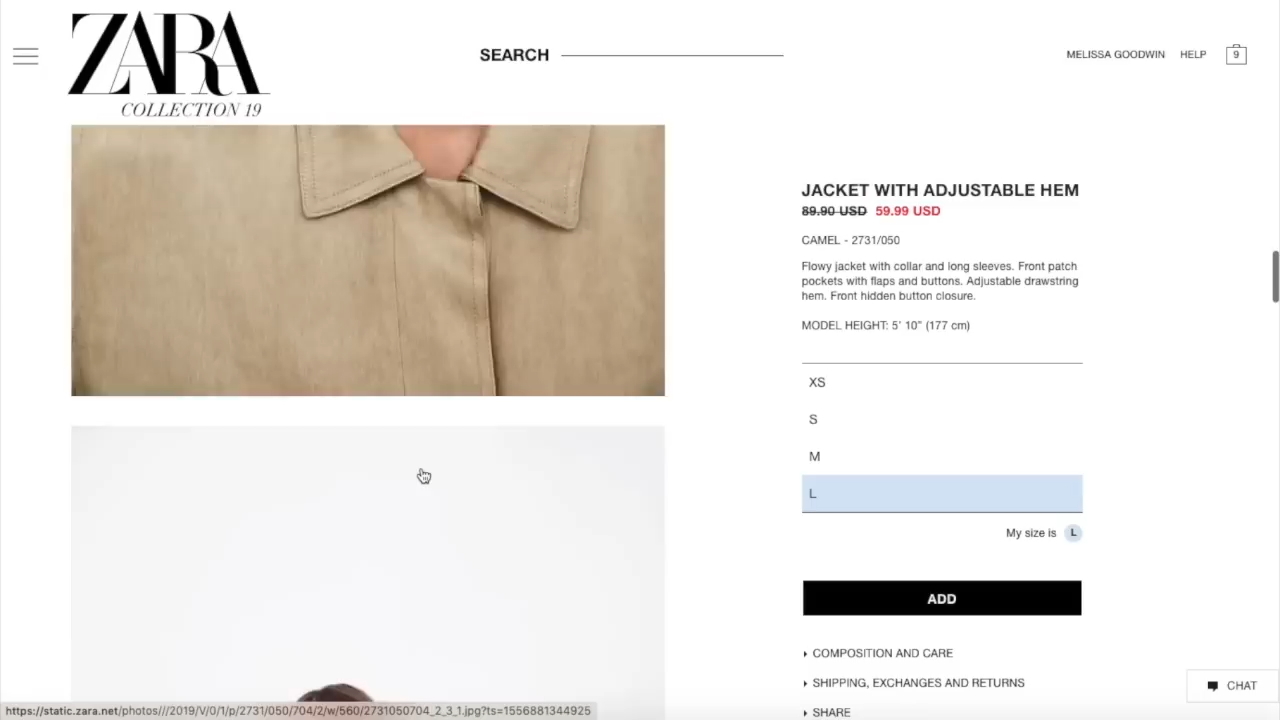 ZARA
COLLECTION 19
SEARCH
MELISSA GOODWIN
HELP
9
JACKET WITH ADJUSTABLE HEM
89.90 USD 59.99 USD
CAMEL - 2731/050
Flowy jacket with collar and long sleeves. Front patch
pockets with flaps and buttons. Adjustable drawstring
hem. Front hidden button closure.
MODEL HEIGHT: 5' 10" (177 cm)
XS
S
M
L
My size is L
ADD
COMPOSITION AND CARE
SHIPPING, EXCHANGES AND RETURNS
SHARE
CHAT
https://static.zara.net/photos///2019/V/0/1/p/2731/050/704/2/w/560/2731050704_2_3_1.jpg?ts=1556881344925